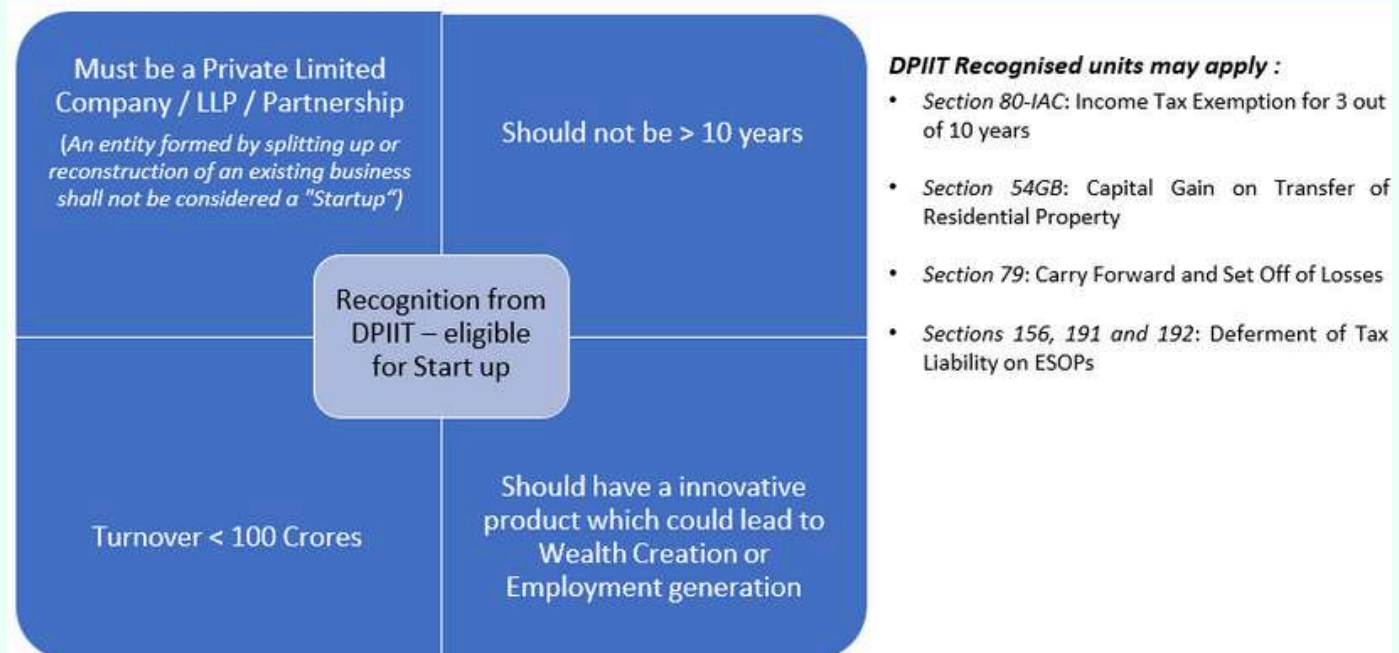 Must be a Private Limited
Company / LLP / Partnership
(An entity formed by splitting up or
reconstruction of an existing business
shall not be considered a "Startup“)
Should not be > 10 years
Recognition from
DPIIT – eligible
for Start up
Turnover < 100 Crores
Should have a innovative
product which could lead to
Wealth Creation or
Employment generation
DPIIT Recognised units may apply :
• Section 80-IAC: Income Tax Exemption for 3 out
of 10 years
• Section 54GB: Capital Gain on Transfer of
Residential Property
• Section 79: Carry Forward and Set Off of Losses
• Sections 156, 191 and 192: Deferment of Tax
Liability on ESOPs